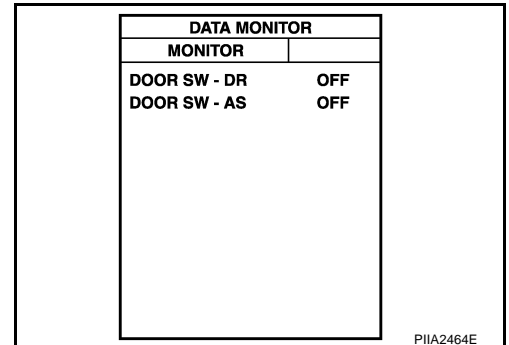 DATA MONITOR
MONITOR
DOOR SW - DR OFF
DOOR SW - AS OFF
PIIA2464E